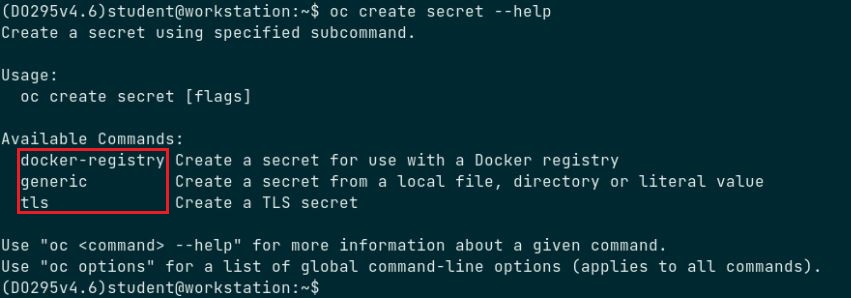 (DO295v4.6)student@workstation:~$ oc create secret --help
Create a secret using specified subcommand.
Usage:
oc create secret [flags]
Available Commands:
docker-registry Create a secret for use with a Docker registry
generic Create a secret from a local file, directory or literal value
tls Create a TLS secret
Use "oc <command> --help" for more information about a given command.
Use "oc options" for a list of global command-line options (applies to all commands).
(DO295v4.6)student@workstation:~$